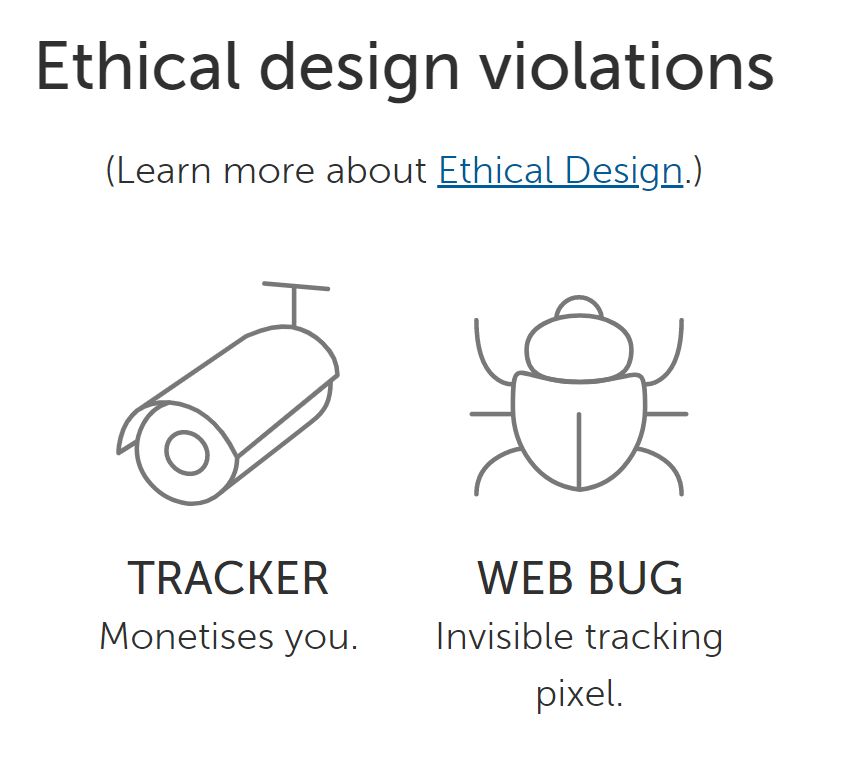 Ethical design violations
(Learn more about Ethical Design.)
TRACKER
Monetises you.
WEB BUG
Invisible tracking
pixel.